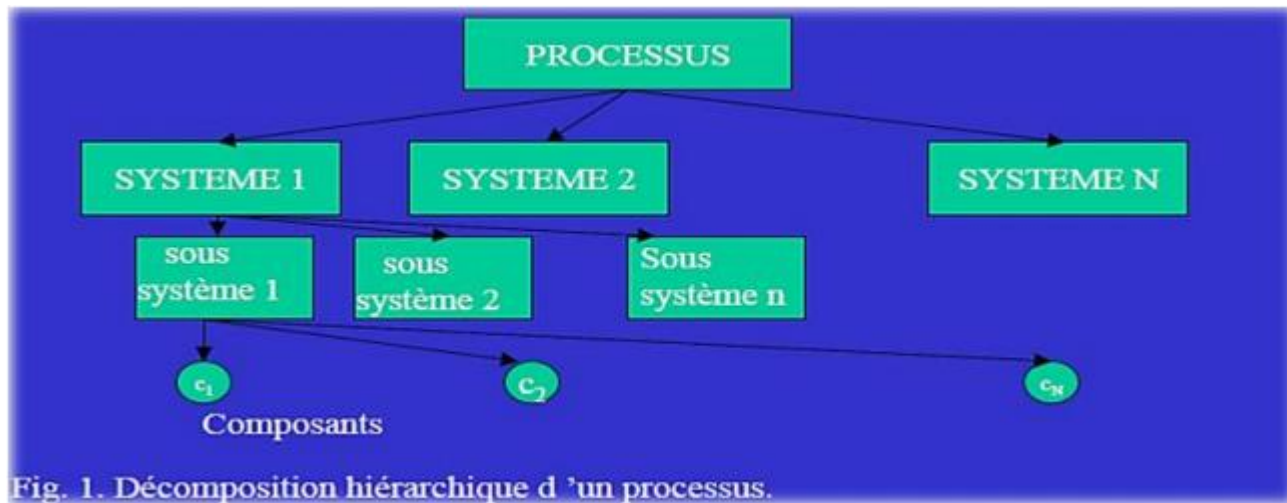 PROCESSUS
SYSTEME 1
SYSTEME 2
SYSTEME N
sous
système 1
sous
système 2
Sous
système n
c₁
c₂
c_N
Composants
Fig. 1. Décomposition hiérarchique d ’un processus.